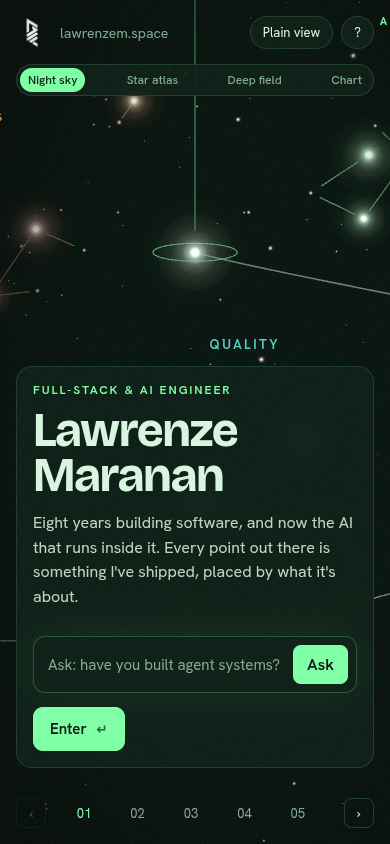 lawrenzem.space
Plain view
?
A
Night sky
Star atlas
Deep field
Chart
QUALITY
FULL-STACK & AI ENGINEER
Lawrenze
Maranan
Eight years building software, and now the AI
that runs inside it. Every point out there is
something I've shipped, placed by what it's
about.
Ask: have you built agent systems?
Ask
Enter ↵
‹
01
02
03
04
05
›